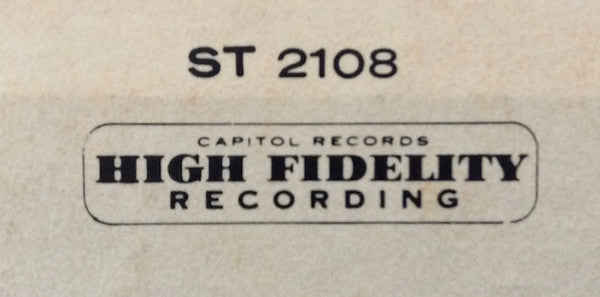 ST 2108
CAPITOL RECORDS
HIGH FIDELITY
RECORDING